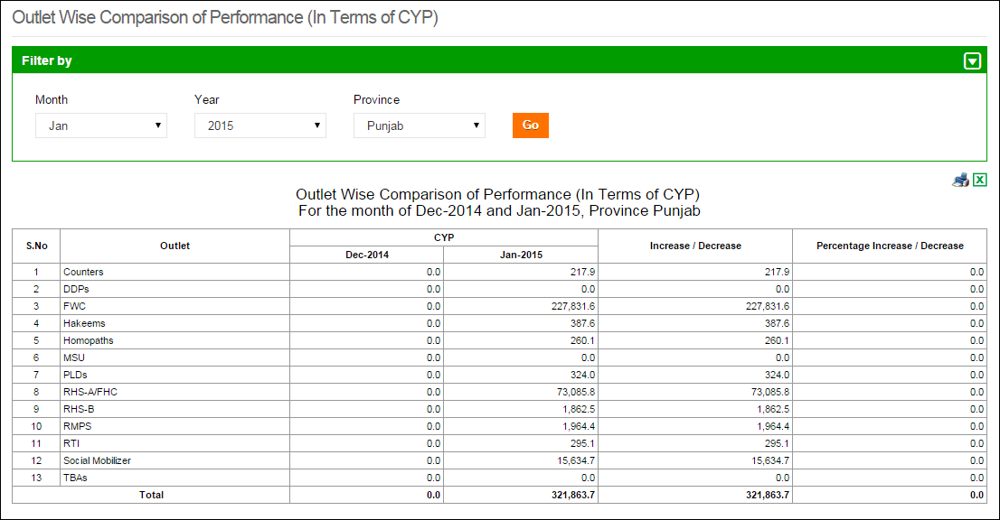 Outlet Wise Comparison of Performance (In Terms of CYP)
Filter by
Month Year Province
Jan 2015 Punjab Go
Outlet Wise Comparison of Performance (In Terms of CYP)
For the month of Dec-2014 and Jan-2015, Province Punjab
S.No Outlet CYP Increase / Decrease Percentage Increase / Decrease
Dec-2014 Jan-2015
1 Counters 0.0 217.9 217.9 0.0
2 DDPs 0.0 0.0 0.0 0.0
3 FWC 0.0 227,831.6 227,831.6 0.0
4 Hakeems 0.0 387.6 387.6 0.0
5 Homopaths 0.0 260.1 260.1 0.0
6 MSU 0.0 0.0 0.0 0.0
7 PLDs 0.0 324.0 324.0 0.0
8 RHS-A/FHC 0.0 73,085.8 73,085.8 0.0
9 RHS-B 0.0 1,862.5 1,862.5 0.0
10 RMPS 0.0 1,964.4 1,964.4 0.0
11 RTI 0.0 295.1 295.1 0.0
12 Social Mobilizer 0.0 15,634.7 15,634.7 0.0
13 TBAs 0.0 0.0 0.0 0.0
Total 0.0 321,863.7 321,863.7 0.0